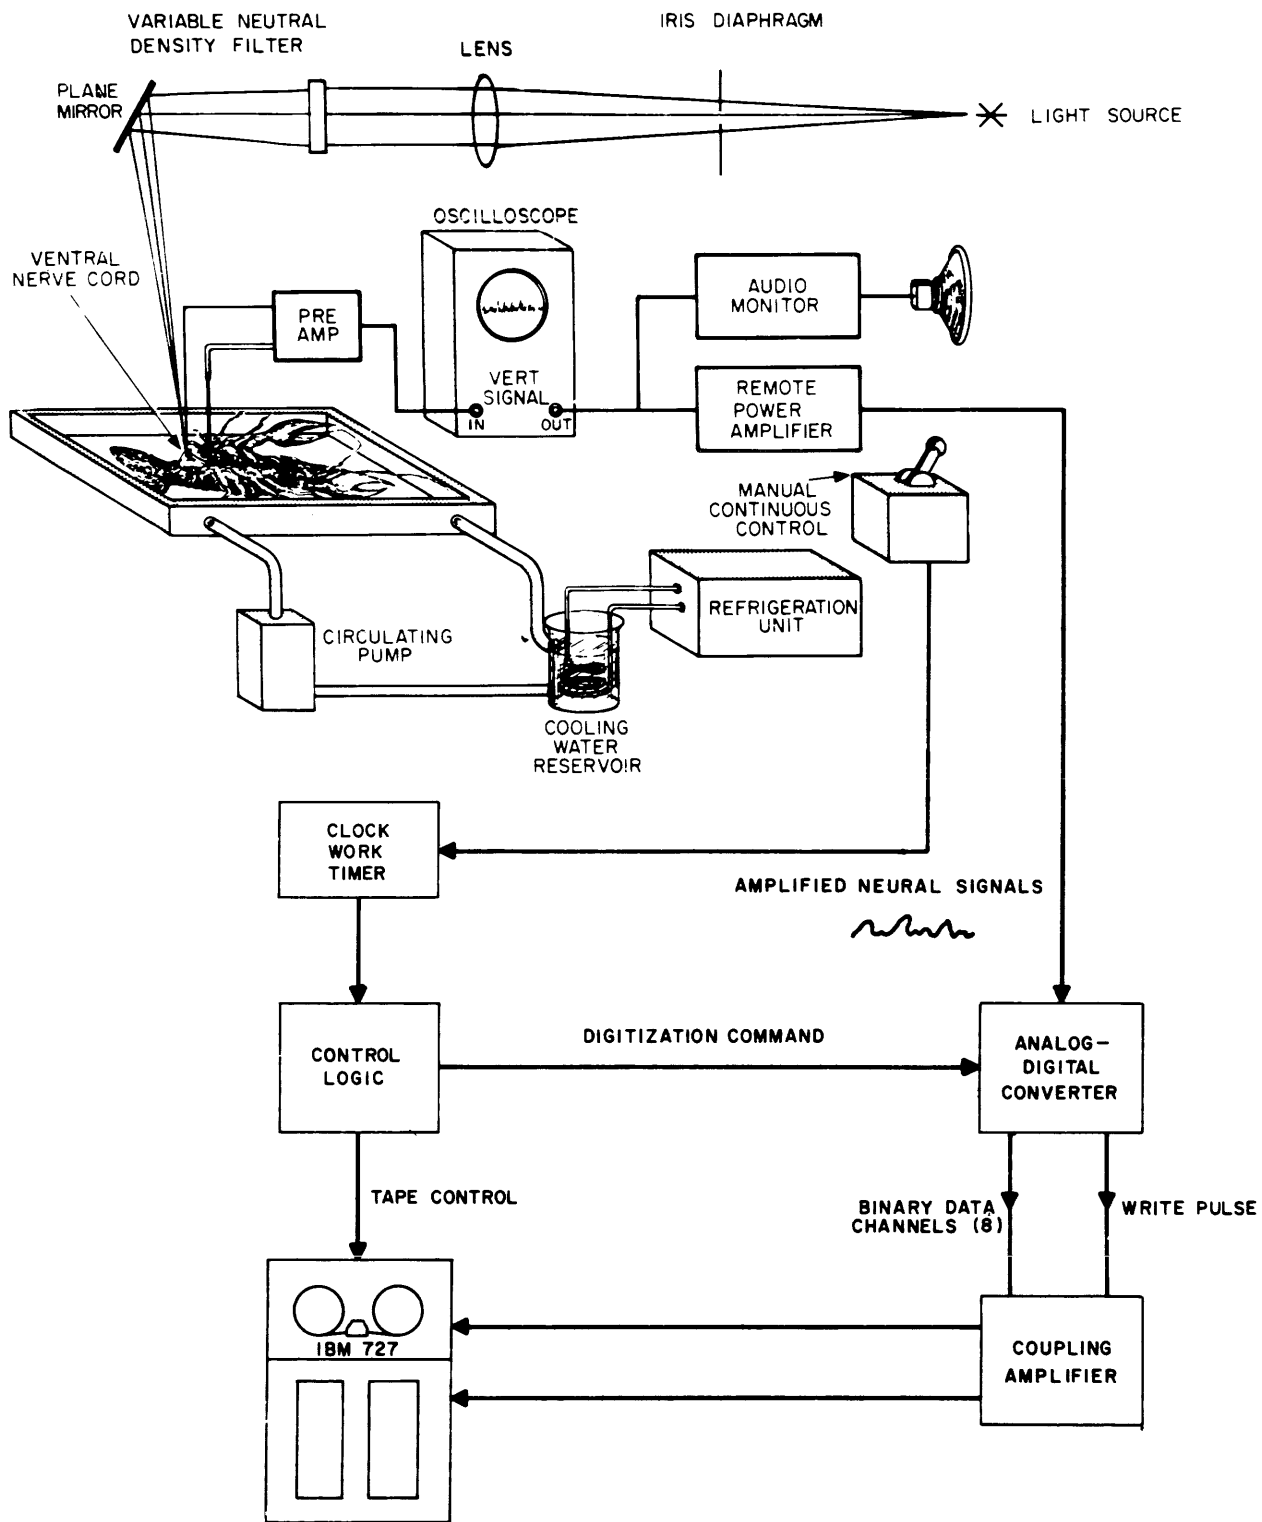 VARIABLE NEUTRAL
DENSITY FILTER
IRIS DIAPHRAGM
LENS
PLANE
MIRROR
LIGHT SOURCE
OSCILLOSCOPE
VENTRAL
NERVE CORD
PRE
AMP
VERT
SIGNAL
IN
OUT
AUDIO
MONITOR
REMOTE
POWER
AMPLIFIER
MANUAL
CONTINUOUS
CONTROL
REFRIGERATION
UNIT
CIRCULATING
PUMP
COOLING
WATER
RESERVOIR
CLOCK
WORK
TIMER
AMPLIFIED NEURAL SIGNALS
CONTROL
LOGIC
DIGITIZATION COMMAND
ANALOG-
DIGITAL
CONVERTER
TAPE CONTROL
BINARY DATA
CHANNELS (8)
WRITE PULSE
IBM 727
COUPLING
AMPLIFIER